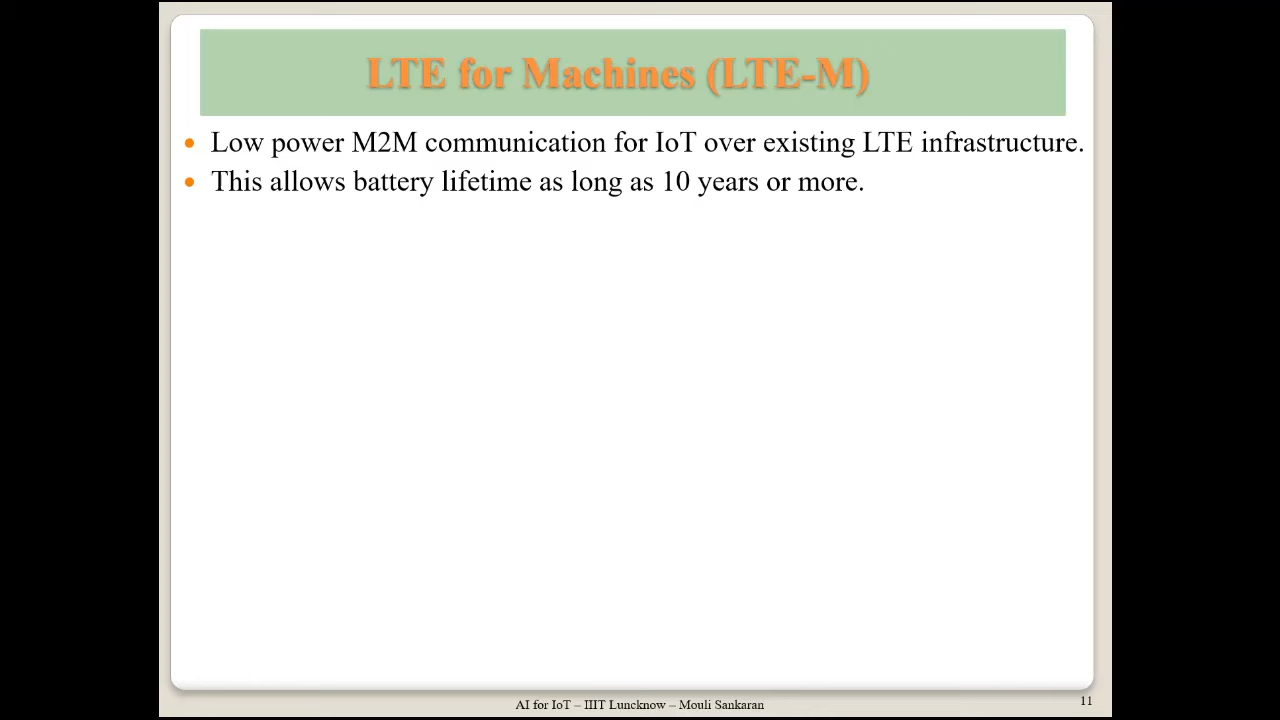 LTE for Machines (LTE-M)
• Low power M2M communication for IoT over existing LTE infrastructure.
• This allows battery lifetime as long as 10 years or more.
AI for IoT – IIIT Luncknow – Mouli Sankaran
11